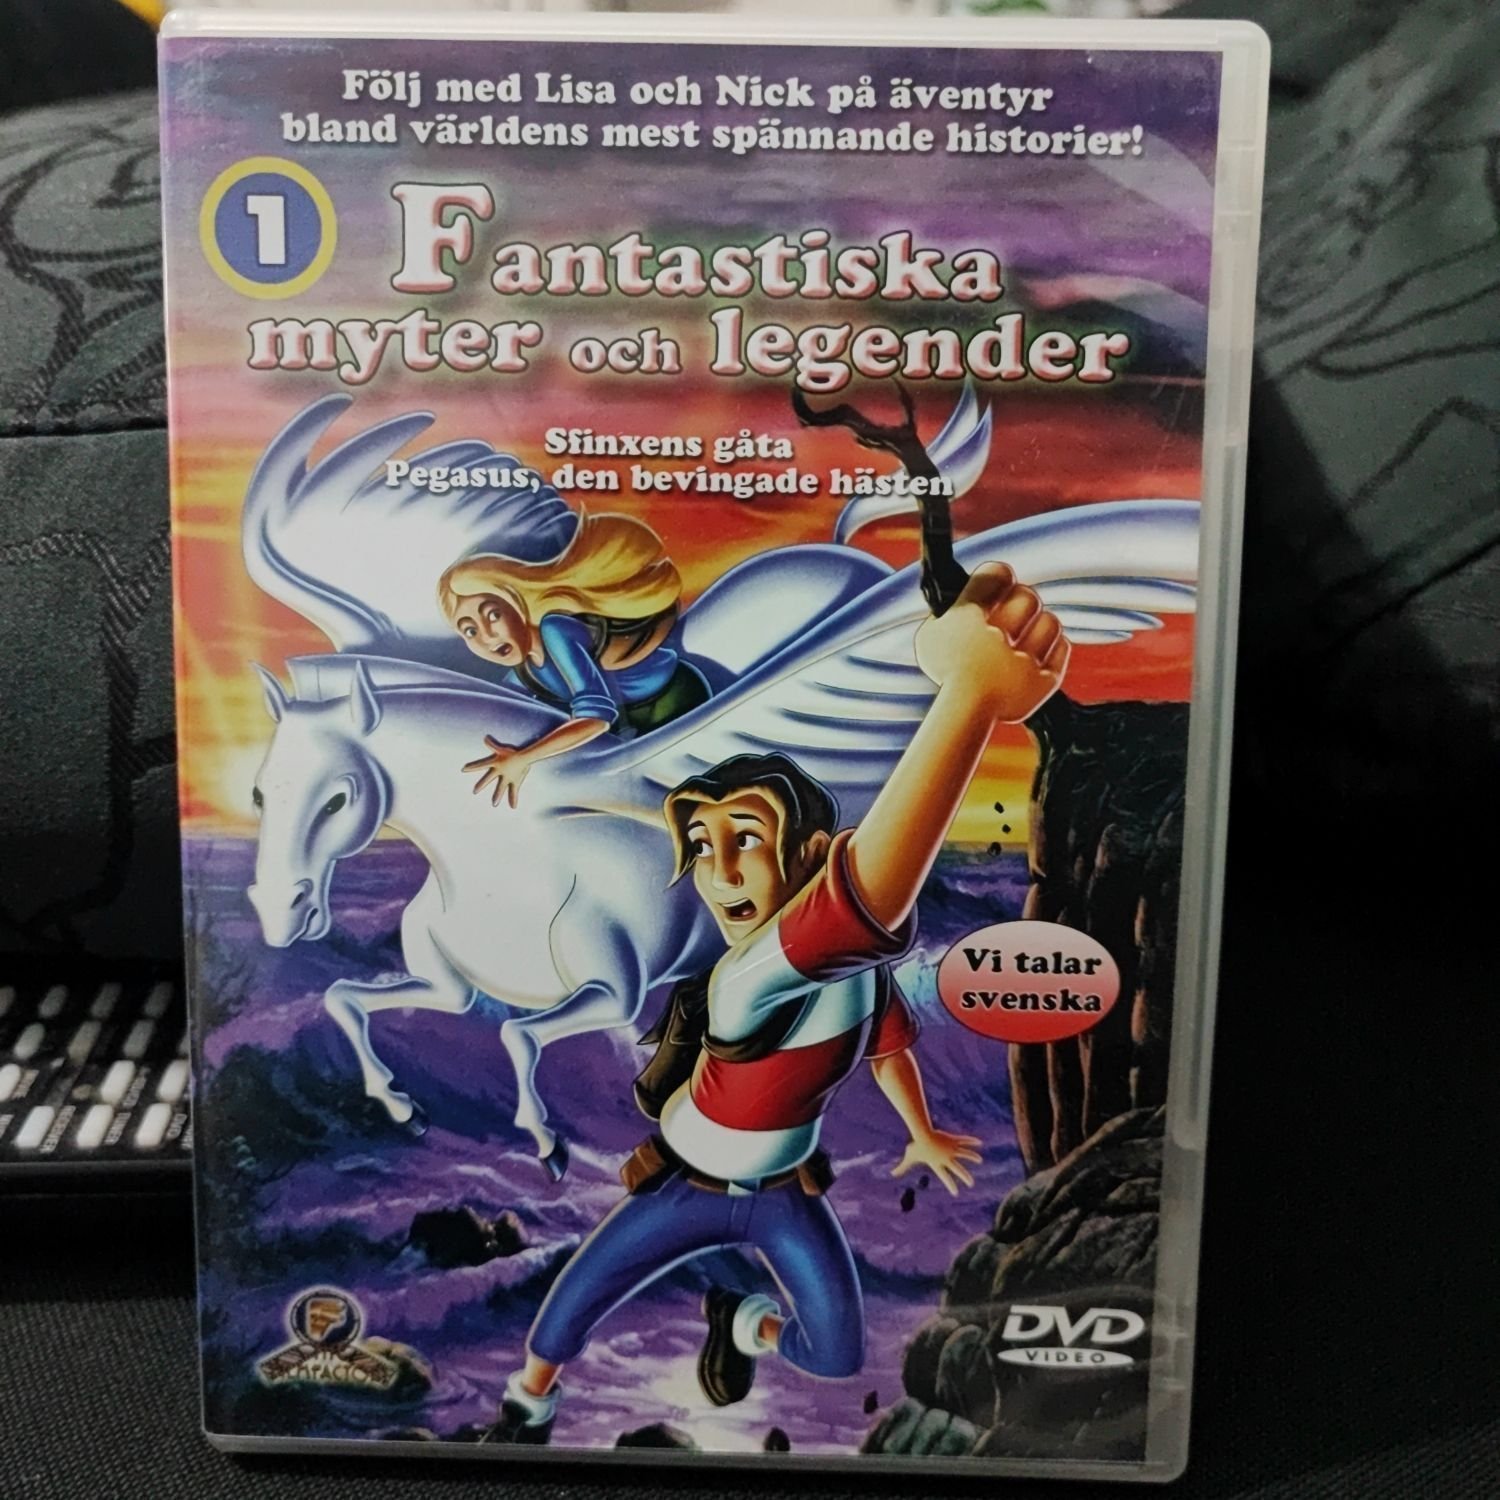 Följ med Lisa och Nick på äventyr
bland världens mest spännande historier!
1
Fantastiska
myter och legender
Sfinxens gåta
Pegasus, den bevingade hästen
Vi talar
svenska
DVD
VIDEO